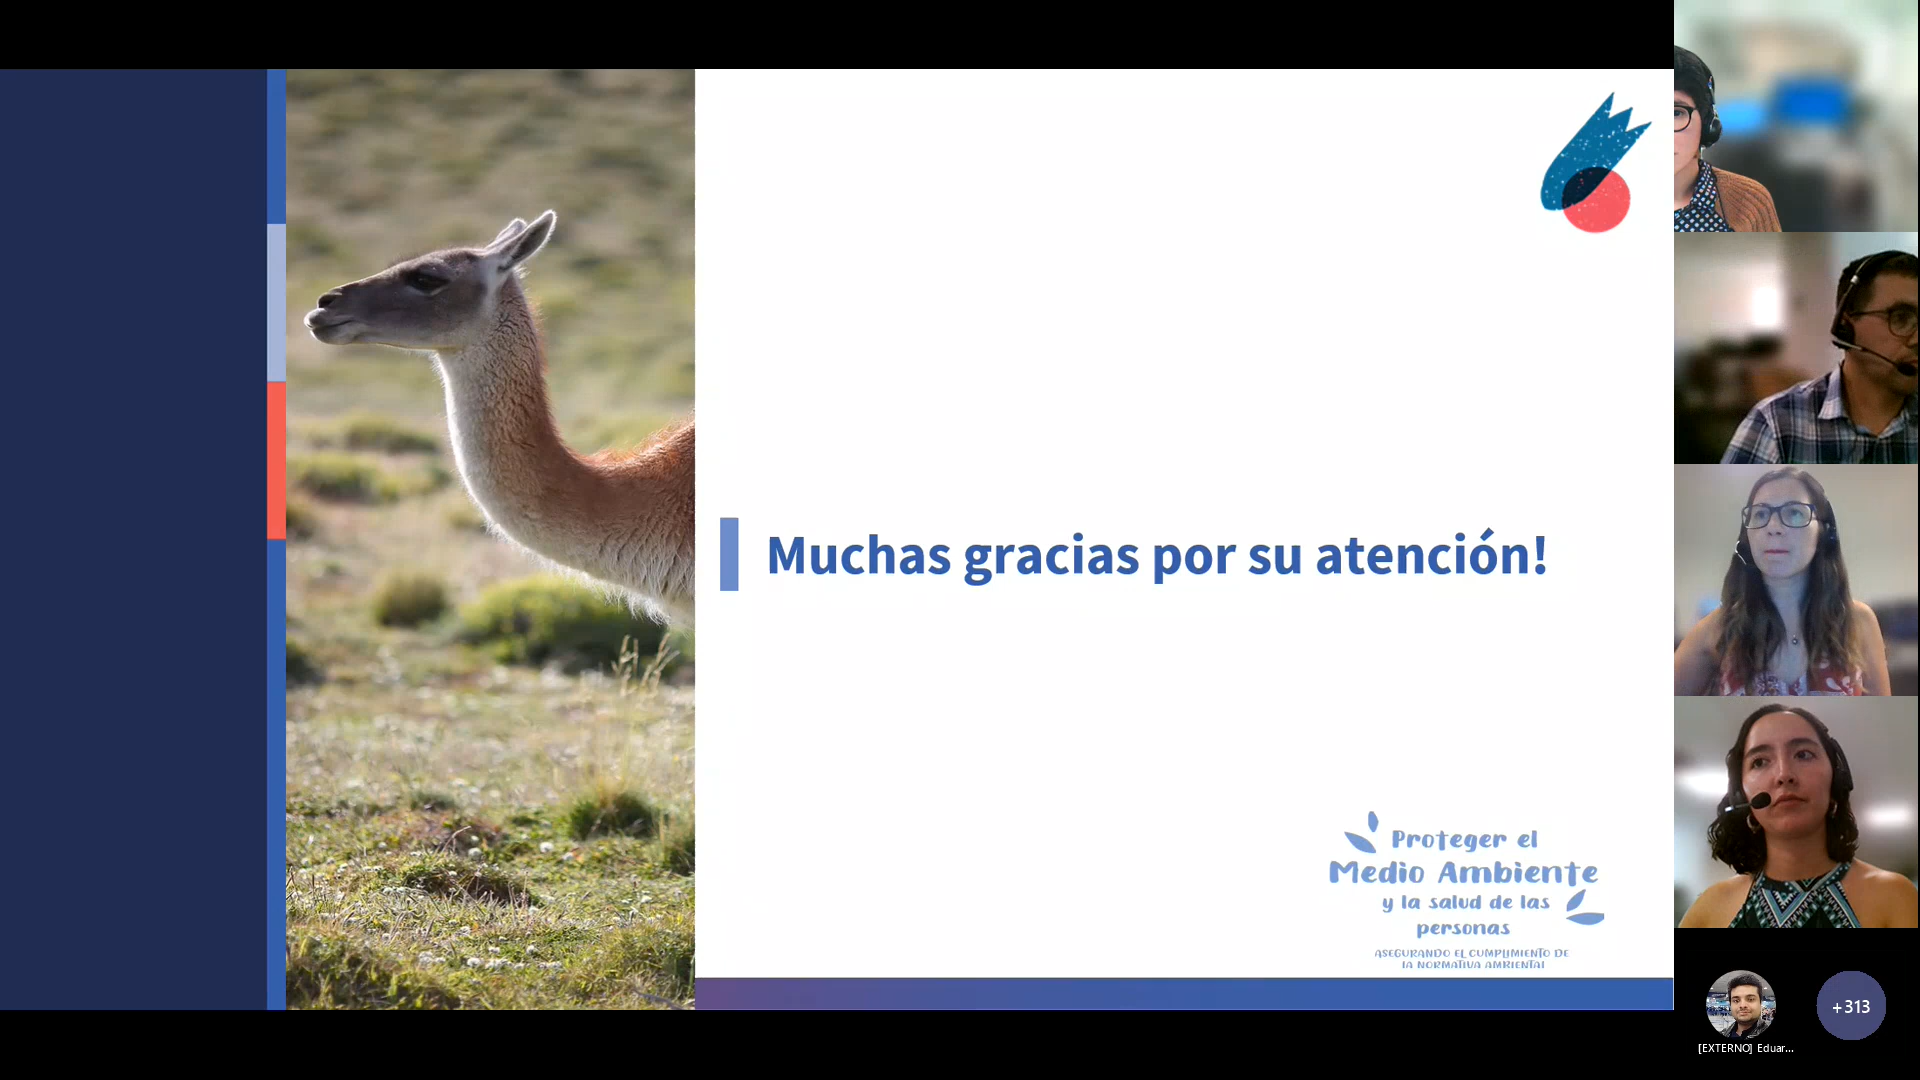 Muchas gracias por su atención!
Proteger el
Medio Ambiente
y la salud de las
personas
ASEGURANDO EL CUMPLIMIENTO DE
LA NORMATIVA AMBIENTAL
+313
[EXTERNO] Eduar...